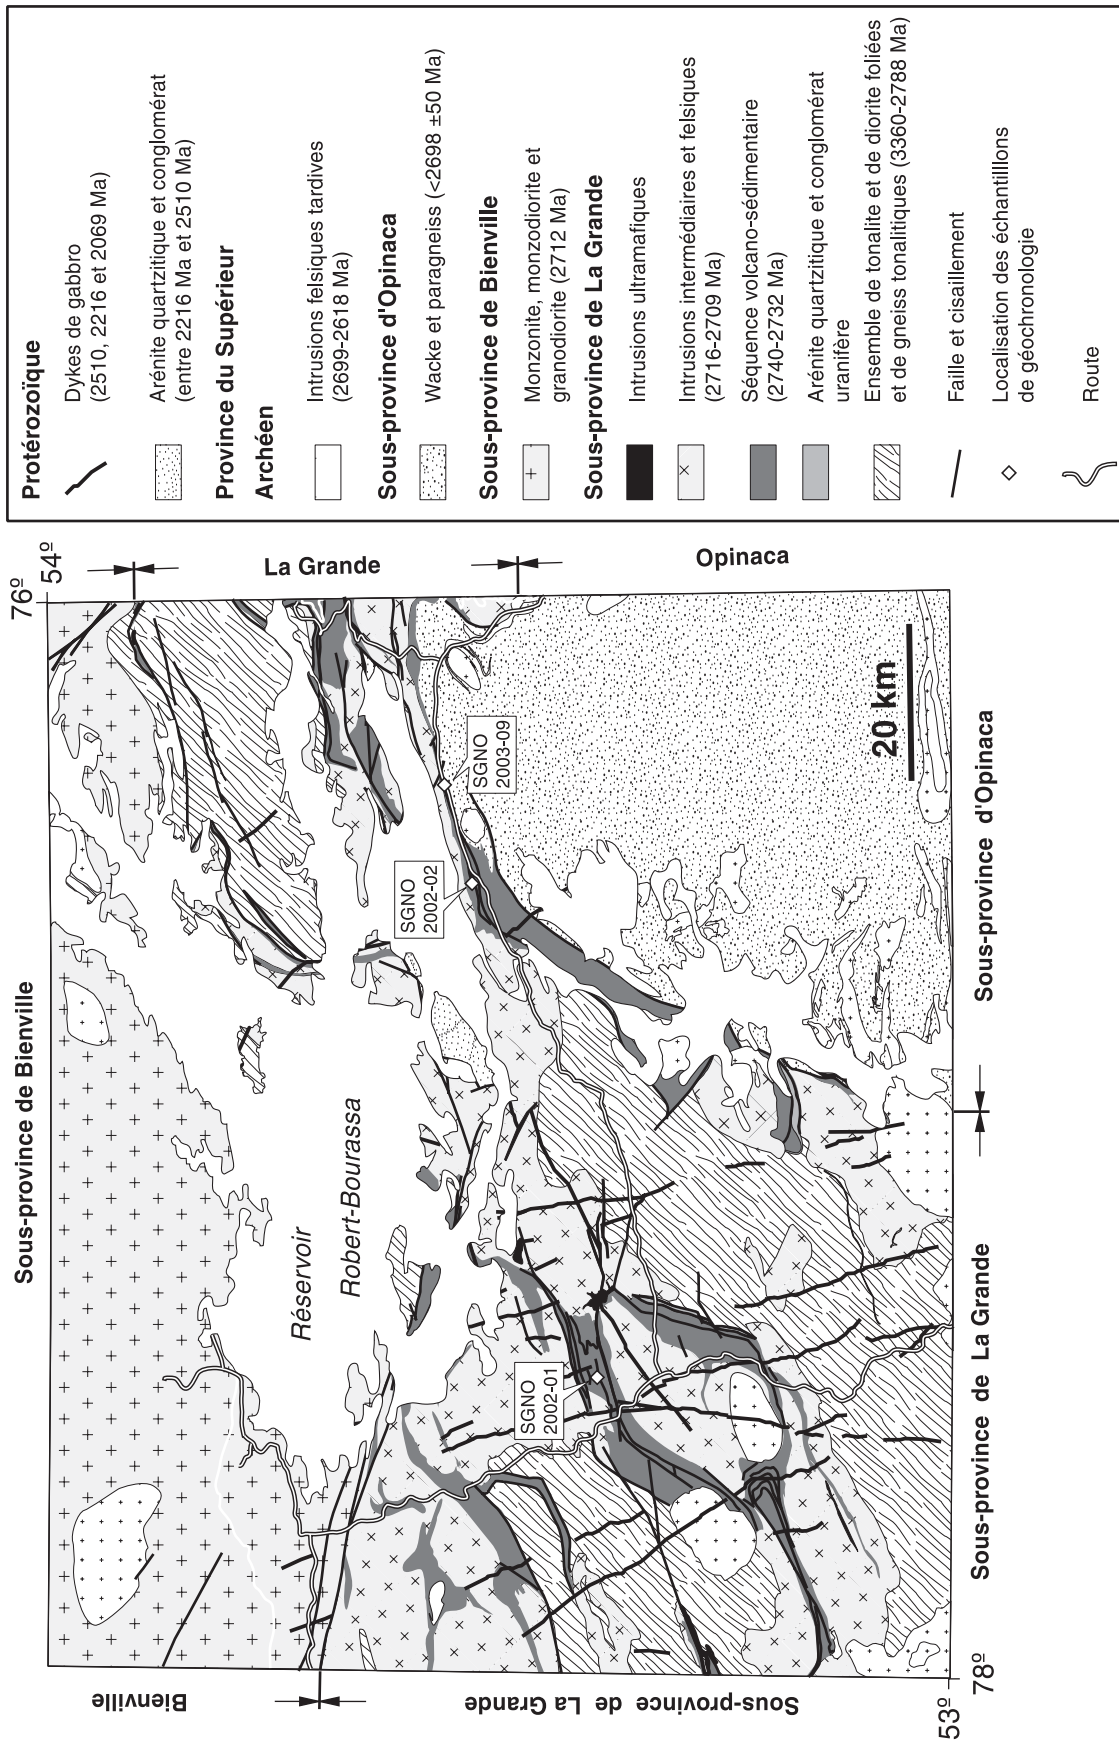 Sous-province de Bienville
76º
54º
La Grande
Opinaca
Réservoir
Robert-Bourassa
SGNO
2003-09
SGNO
2002-02
SGNO
2002-01
20 km
Bienville
Sous-province de La Grande
53º
78º
Sous-province de La Grande
Sous-province d'Opinaca
Protérozoïque
Dykes de gabbro
(2510, 2216 et 2069 Ma)
Arénite quartzitique et conglomérat
(entre 2216 Ma et 2510 Ma)
Province du Supérieur
Archéen
Intrusions felsiques tardives
(2699-2618 Ma)
Sous-province d'Opinaca
Wacke et paragneiss (<2698 ±50 Ma)
Sous-province de Bienville
Monzonite, monzodiorite et
granodiorite (2712 Ma)
Sous-province de La Grande
Intrusions ultramafiques
Intrusions intermédiaires et felsiques
(2716-2709 Ma)
Séquence volcano-sédimentaire
(2740-2732 Ma)
Arénite quartzitique et conglomérat
uranifère
Ensemble de tonalite et de diorite foliées
et de gneiss tonalitiques (3360-2788 Ma)
Faille et cisaillement
Localisation des échantilllons
de géochronologie
Route